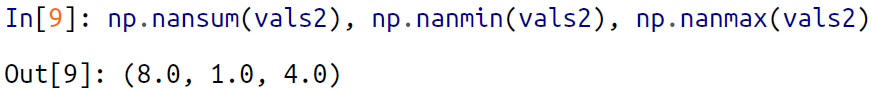 In[9]: np.nansum(vals2), np.nanmin(vals2), np.nanmax(vals2)
Out[9]: (8.0, 1.0, 4.0)